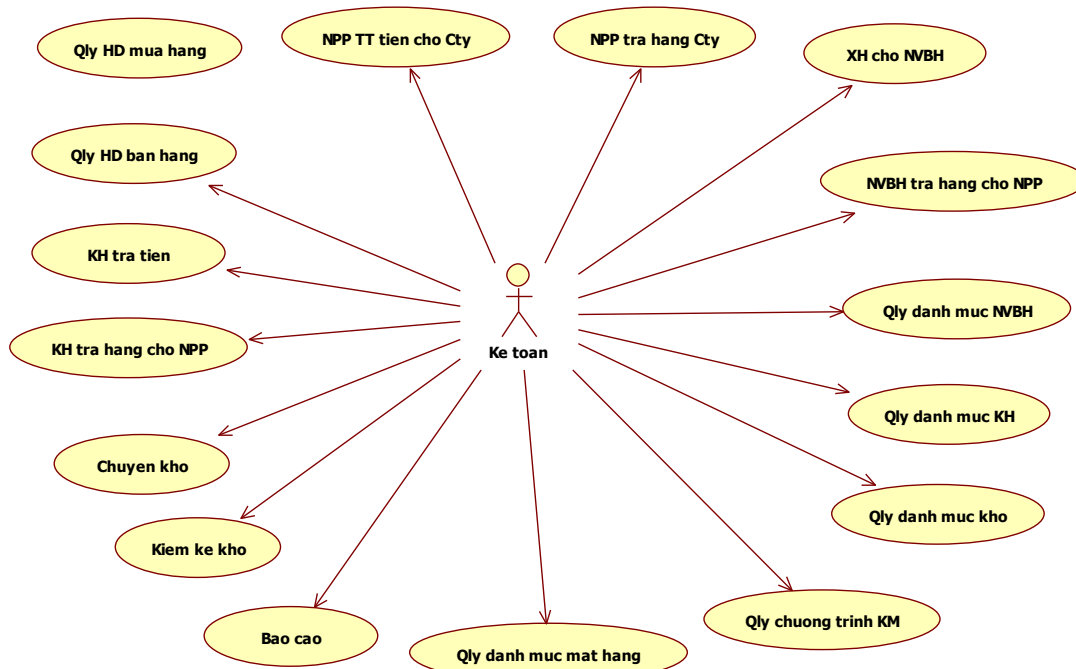 Qly HD mua hang
NPP TT tien cho Cty
NPP tra hang Cty
XH cho NVBH
Qly HD ban hang
NVBH tra hang cho NPP
KH tra tien
Qly danh muc NVBH
KH tra hang cho NPP
Ke toan
Qly danh muc KH
Chuyen kho
Qly danh muc kho
Kiem ke kho
Qly chuong trinh KM
Bao cao
Qly danh muc mat hang